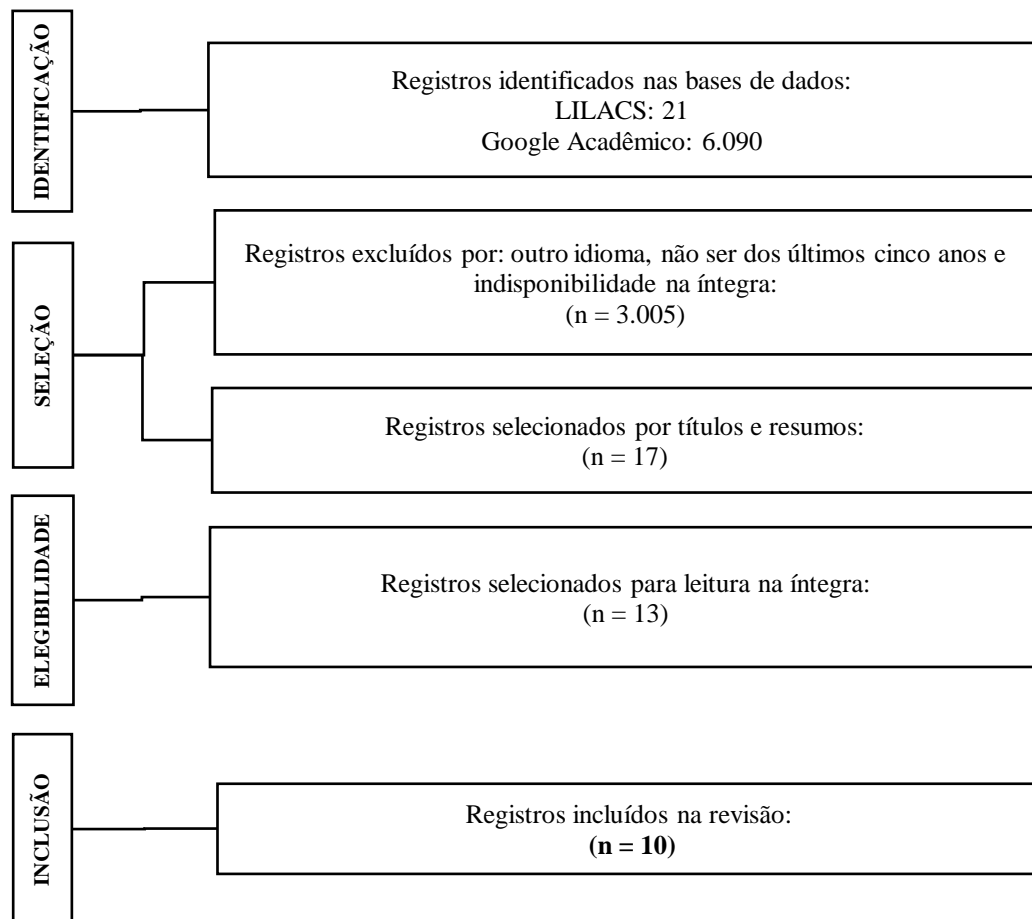 IDENTIFICAÇÃO
Registros identificados nas bases de dados:
LILACS: 21
Google Acadêmico: 6.090
SELEÇÃO
Registros excluídos por: outro idioma, não ser dos últimos cinco anos e
indisponibilidade na íntegra:
(n = 3.005)
Registros selecionados por títulos e resumos:
(n = 17)
ELEGIBILIDADE
Registros selecionados para leitura na íntegra:
(n = 13)
INCLUSÃO
Registros incluídos na revisão:
(n = 10)